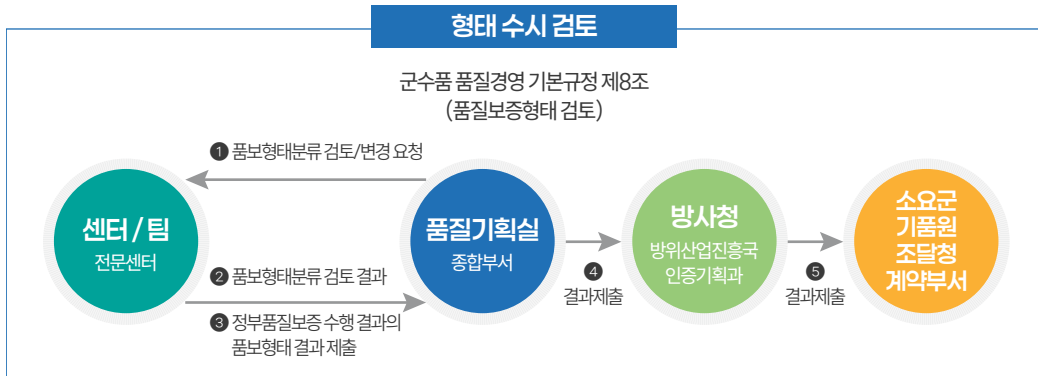 형태 수시 검토
군수품 품질경영 기본규정 제8조
(품질보증형태 검토)
❶ 품보형태분류 검토/변경 요청
센터 / 팀
전문센터
❷ 품보형태분류 검토 결과
❸ 정부품질보증 수행 결과의
품보형태 결과 제출
품질기획실
종합부서
❹
결과제출
방사청
방위산업진흥국
인증기획과
❺
결과제출
소요군
기품원
조달청
계약부서